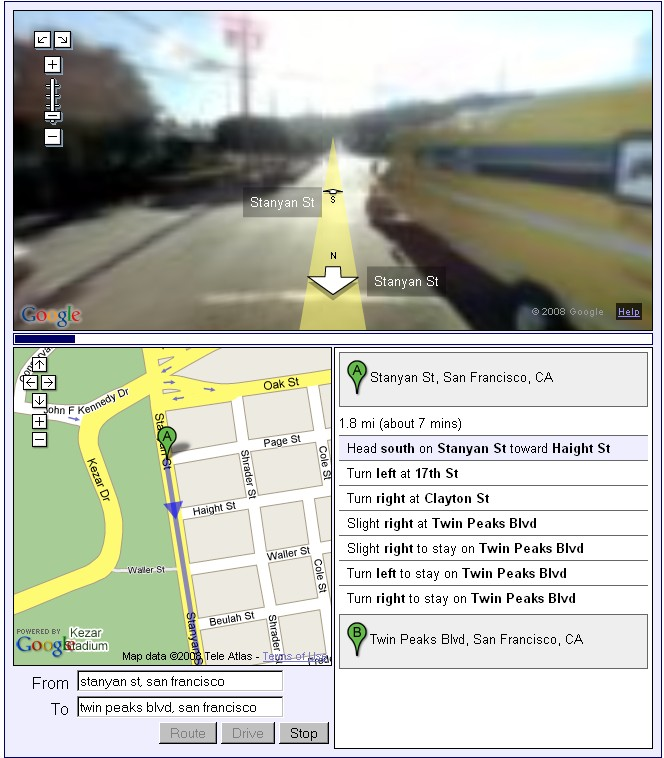 Stanyan St
S
N
Stanyan St
Google
© 2008 Google
Help
Oak St
John F Kennedy Dr
Stanyan St
A
Page St
Kezar Dr
Shrader St
Cole St
Haight St
Waller St
Waller St
Cole St
Beulah St
Shrader St
Stanyan St
POWERED BY
Google
Kezar
Stadium
Map data ©2008 Tele Atlas - Terms of Use
From
stanyan st, san francisco
To
twin peaks blvd, san francisco
Route
Drive
Stop
A
Stanyan St, San Francisco, CA
1.8 mi (about 7 mins)
Head south on Stanyan St toward Haight St
Turn left at 17th St
Turn right at Clayton St
Slight right at Twin Peaks Blvd
Slight right to stay on Twin Peaks Blvd
Turn left to stay on Twin Peaks Blvd
Turn right to stay on Twin Peaks Blvd
B
Twin Peaks Blvd, San Francisco, CA